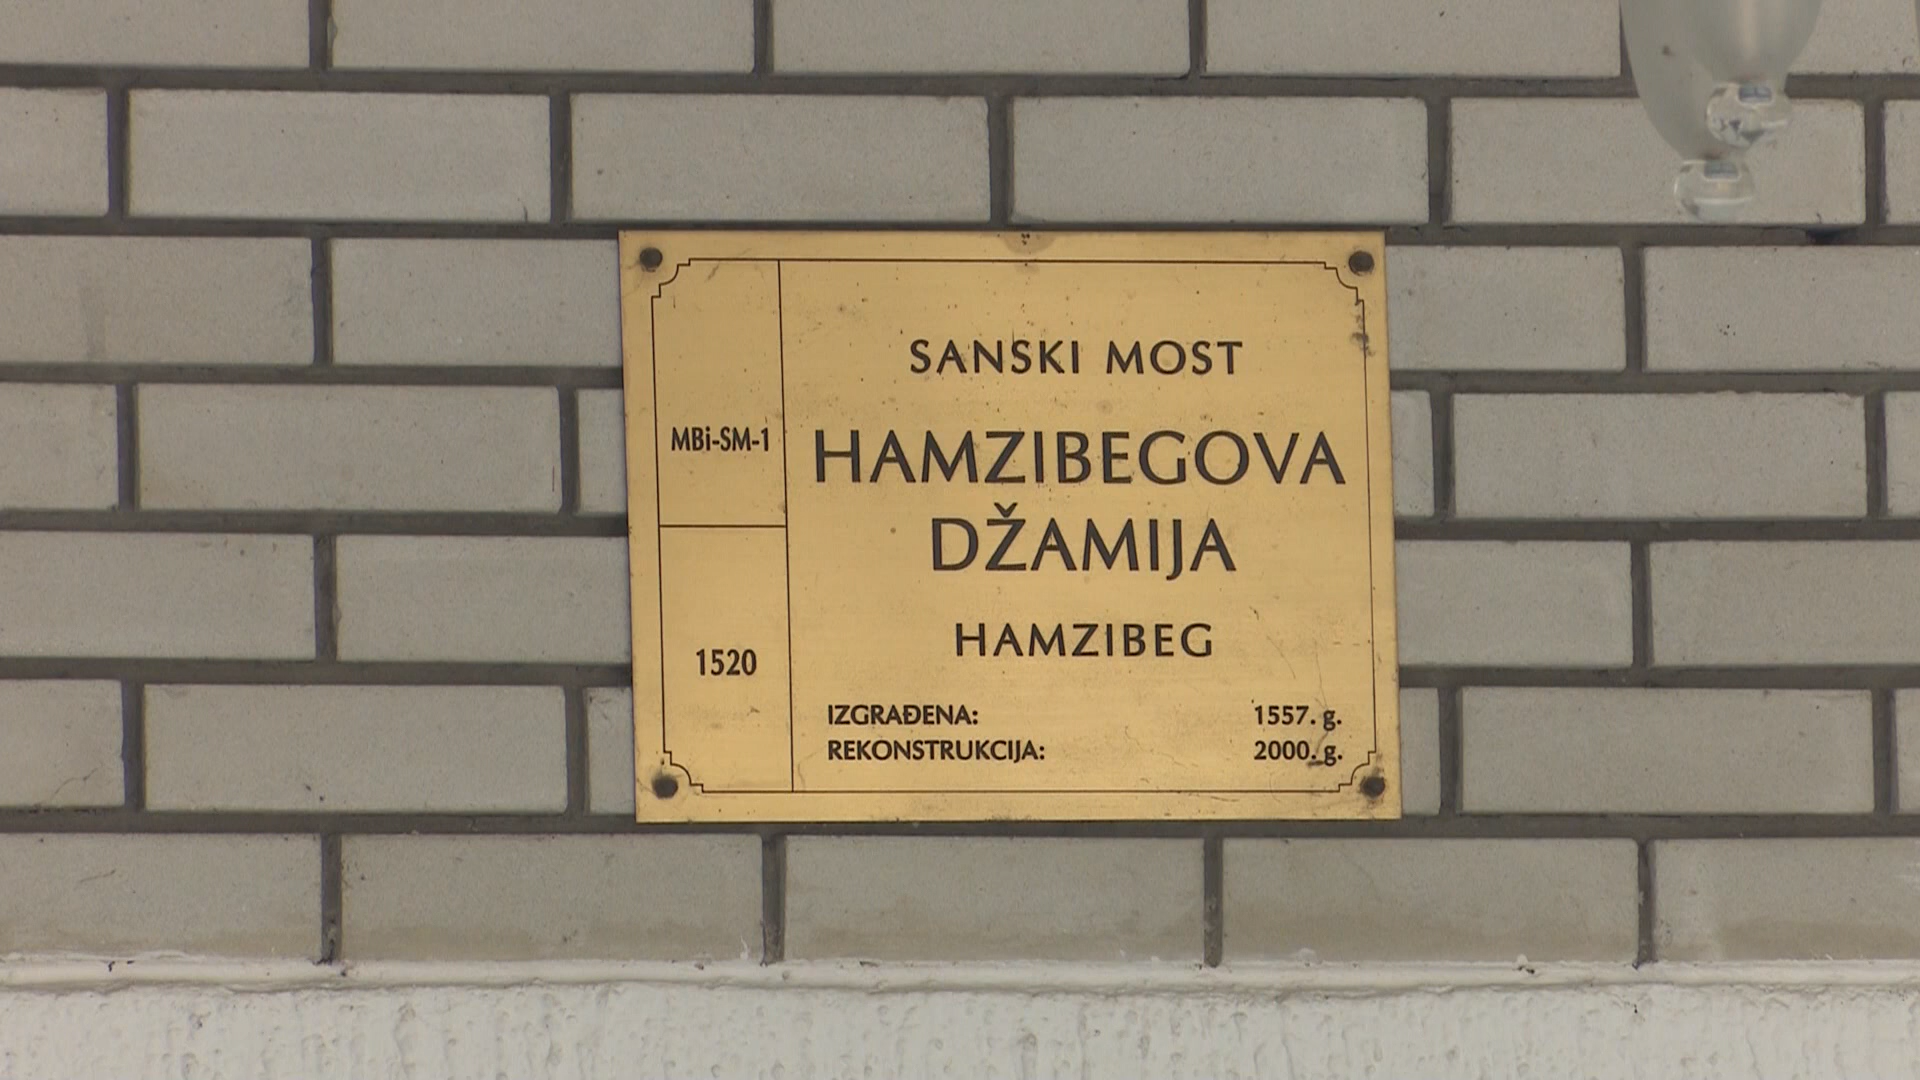 SANSKI MOST
MBi-SM-1
HAMZIBEGOVA
DŽAMIJA
HAMZIBEG
1520
IZGRAĐENA: 1557. g.
REKONSTRUKCIJA: 2000. g.